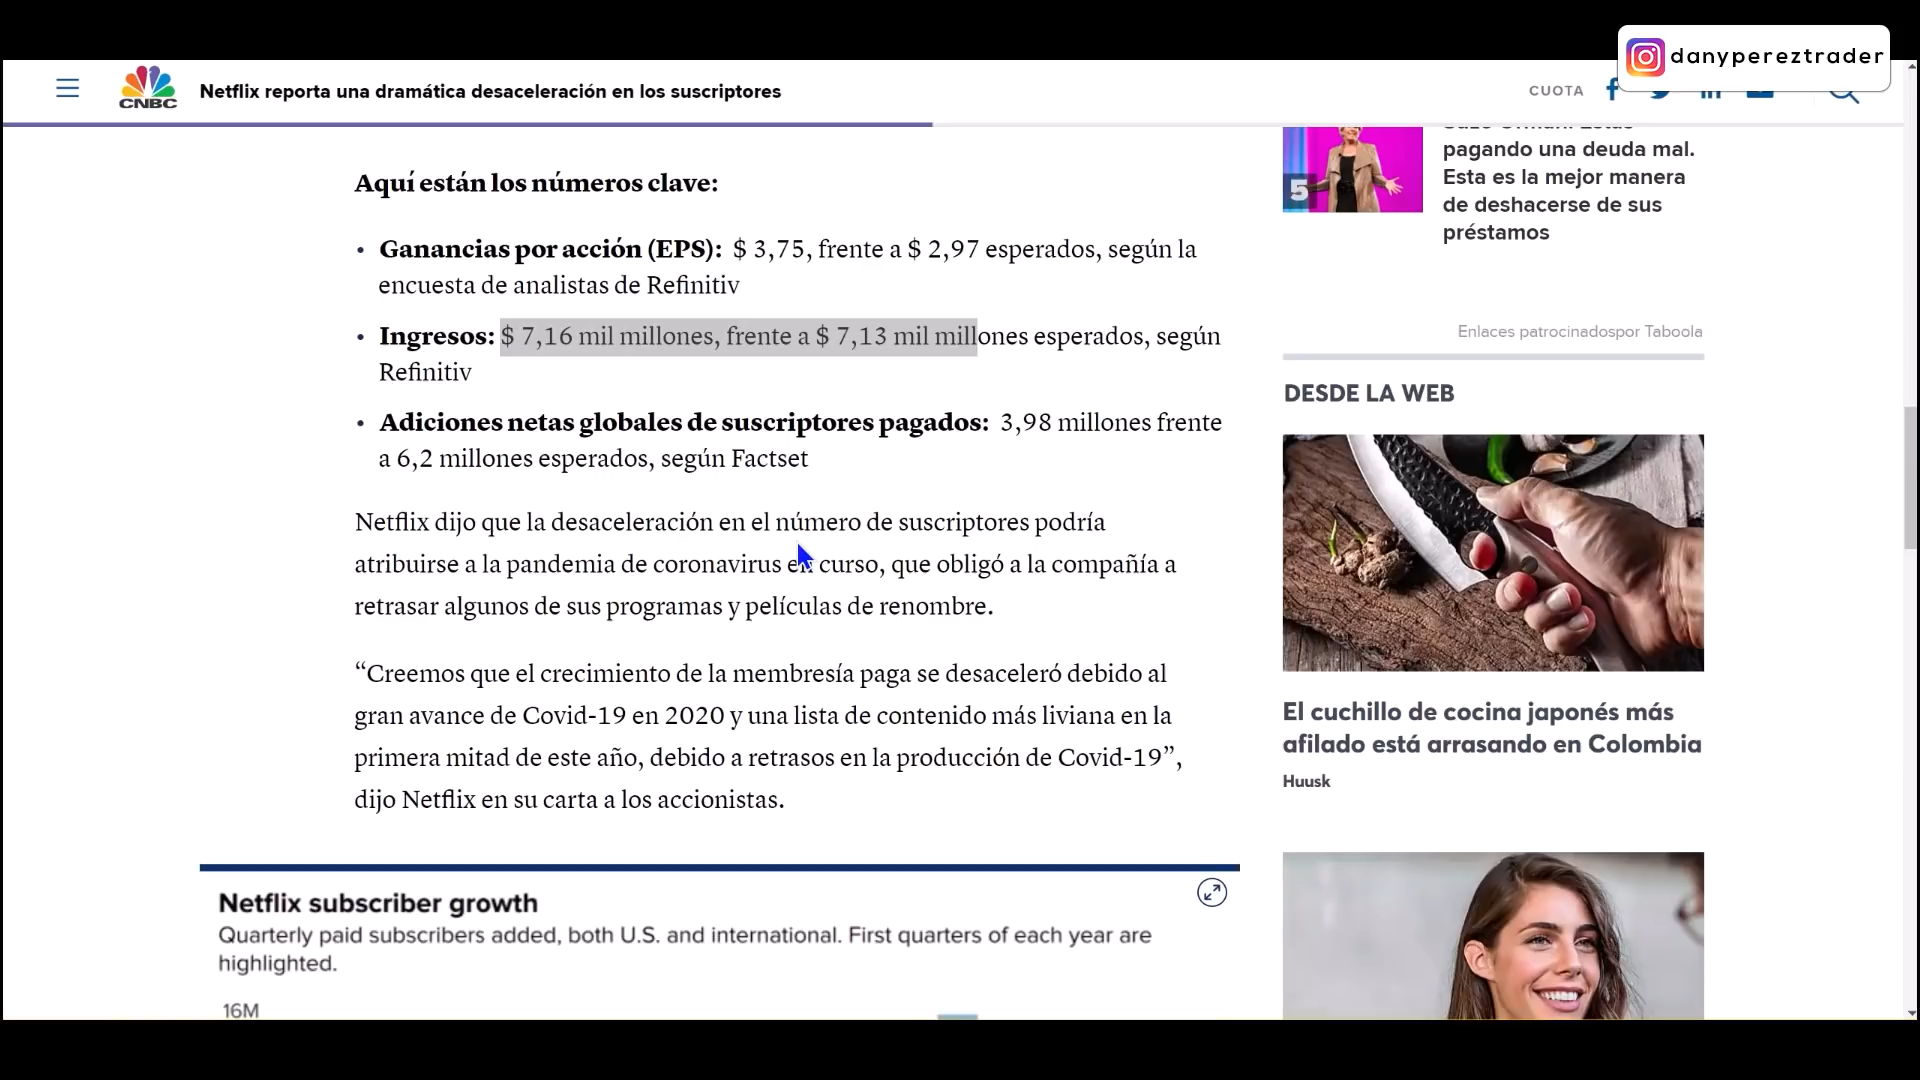 danypereztrader
CNBC
Netflix reporta una dramática desaceleración en los suscriptores
CUOTA
Aquí están los números clave:
• Ganancias por acción (EPS): $ 3,75, frente a $ 2,97 esperados, según la
encuesta de analistas de Refinitiv
• Ingresos: $ 7,16 mil millones, frente a $ 7,13 mil millones esperados, según
Refinitiv
• Adiciones netas globales de suscriptores pagados: 3,98 millones frente
a 6,2 millones esperados, según Factset
Netflix dijo que la desaceleración en el número de suscriptores podría
atribuirse a la pandemia de coronavirus en curso, que obligó a la compañía a
retrasar algunos de sus programas y películas de renombre.
“Creemos que el crecimiento de la membresía paga se desaceleró debido al
gran avance de Covid-19 en 2020 y una lista de contenido más liviana en la
primera mitad de este año, debido a retrasos en la producción de Covid-19”,
dijo Netflix en su carta a los accionistas.
Netflix subscriber growth
Quarterly paid subscribers added, both U.S. and international. First quarters of each year are
highlighted.
16M
5
pagando una deuda mal.
Esta es la mejor manera
de deshacerse de sus
préstamos
Enlaces patrocinadospor Taboola
DESDE LA WEB
El cuchillo de cocina japonés más
afilado está arrasando en Colombia
Huusk